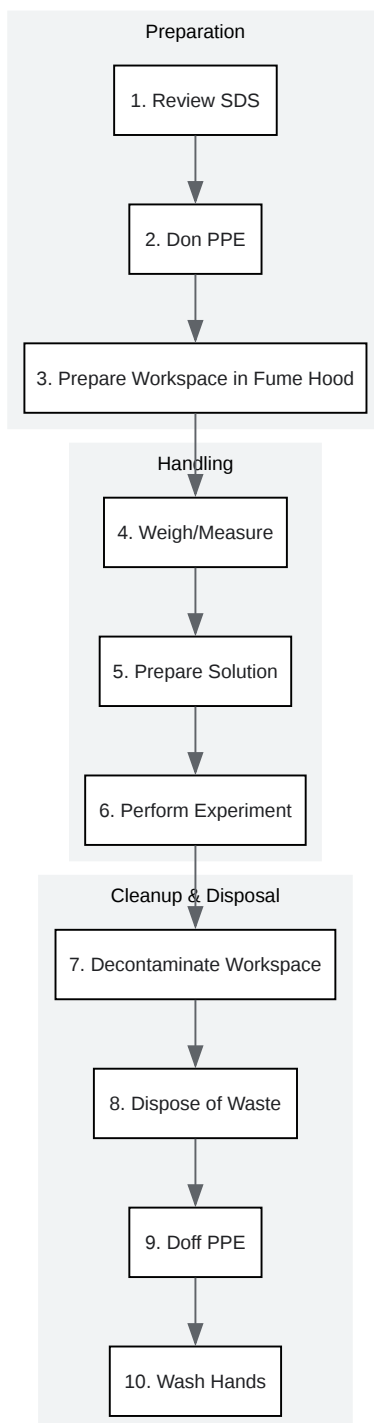 Preparation
1. Review SDS
2. Don PPE
3. Prepare Workspace in Fume Hood
Handling
4. Weigh/Measure
5. Prepare Solution
6. Perform Experiment
Cleanup & Disposal
7. Decontaminate Workspace
8. Dispose of Waste
9. Doff PPE
10. Wash Hands